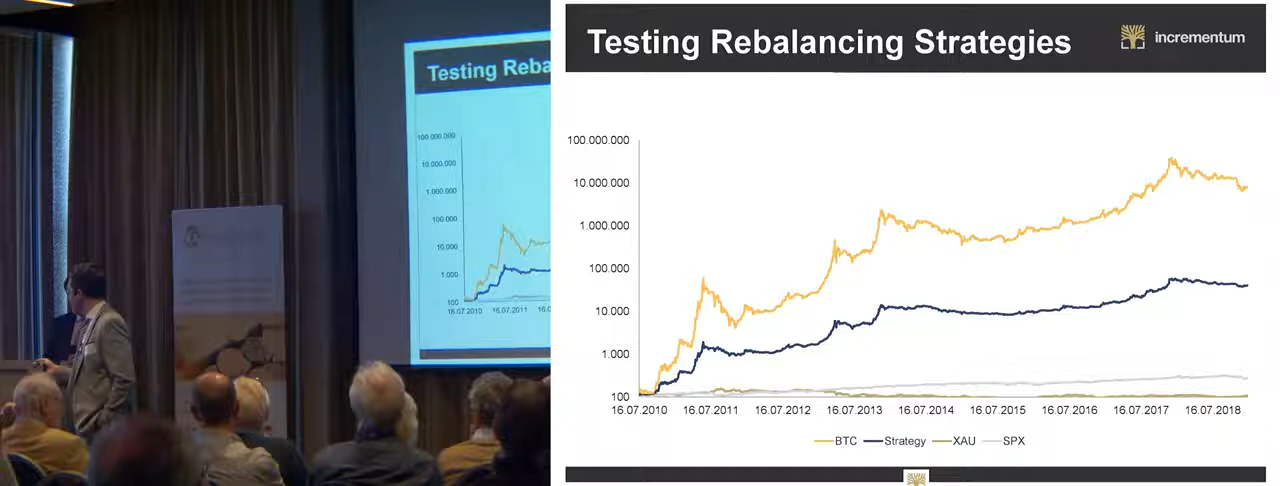 Testing Reba
100.000.000
10.000.000
1.000.000
100.000
10.000
1.000
100
16.07.2010 16.07.2011 16.0
Testing Rebalancing Strategies
incrementum
100.000.000
10.000.000
1.000.000
100.000
10.000
1.000
100
16.07.2010 16.07.2011 16.07.2012 16.07.2013 16.07.2014 16.07.2015 16.07.2016 16.07.2017 16.07.2018
BTC Strategy XAU SPX